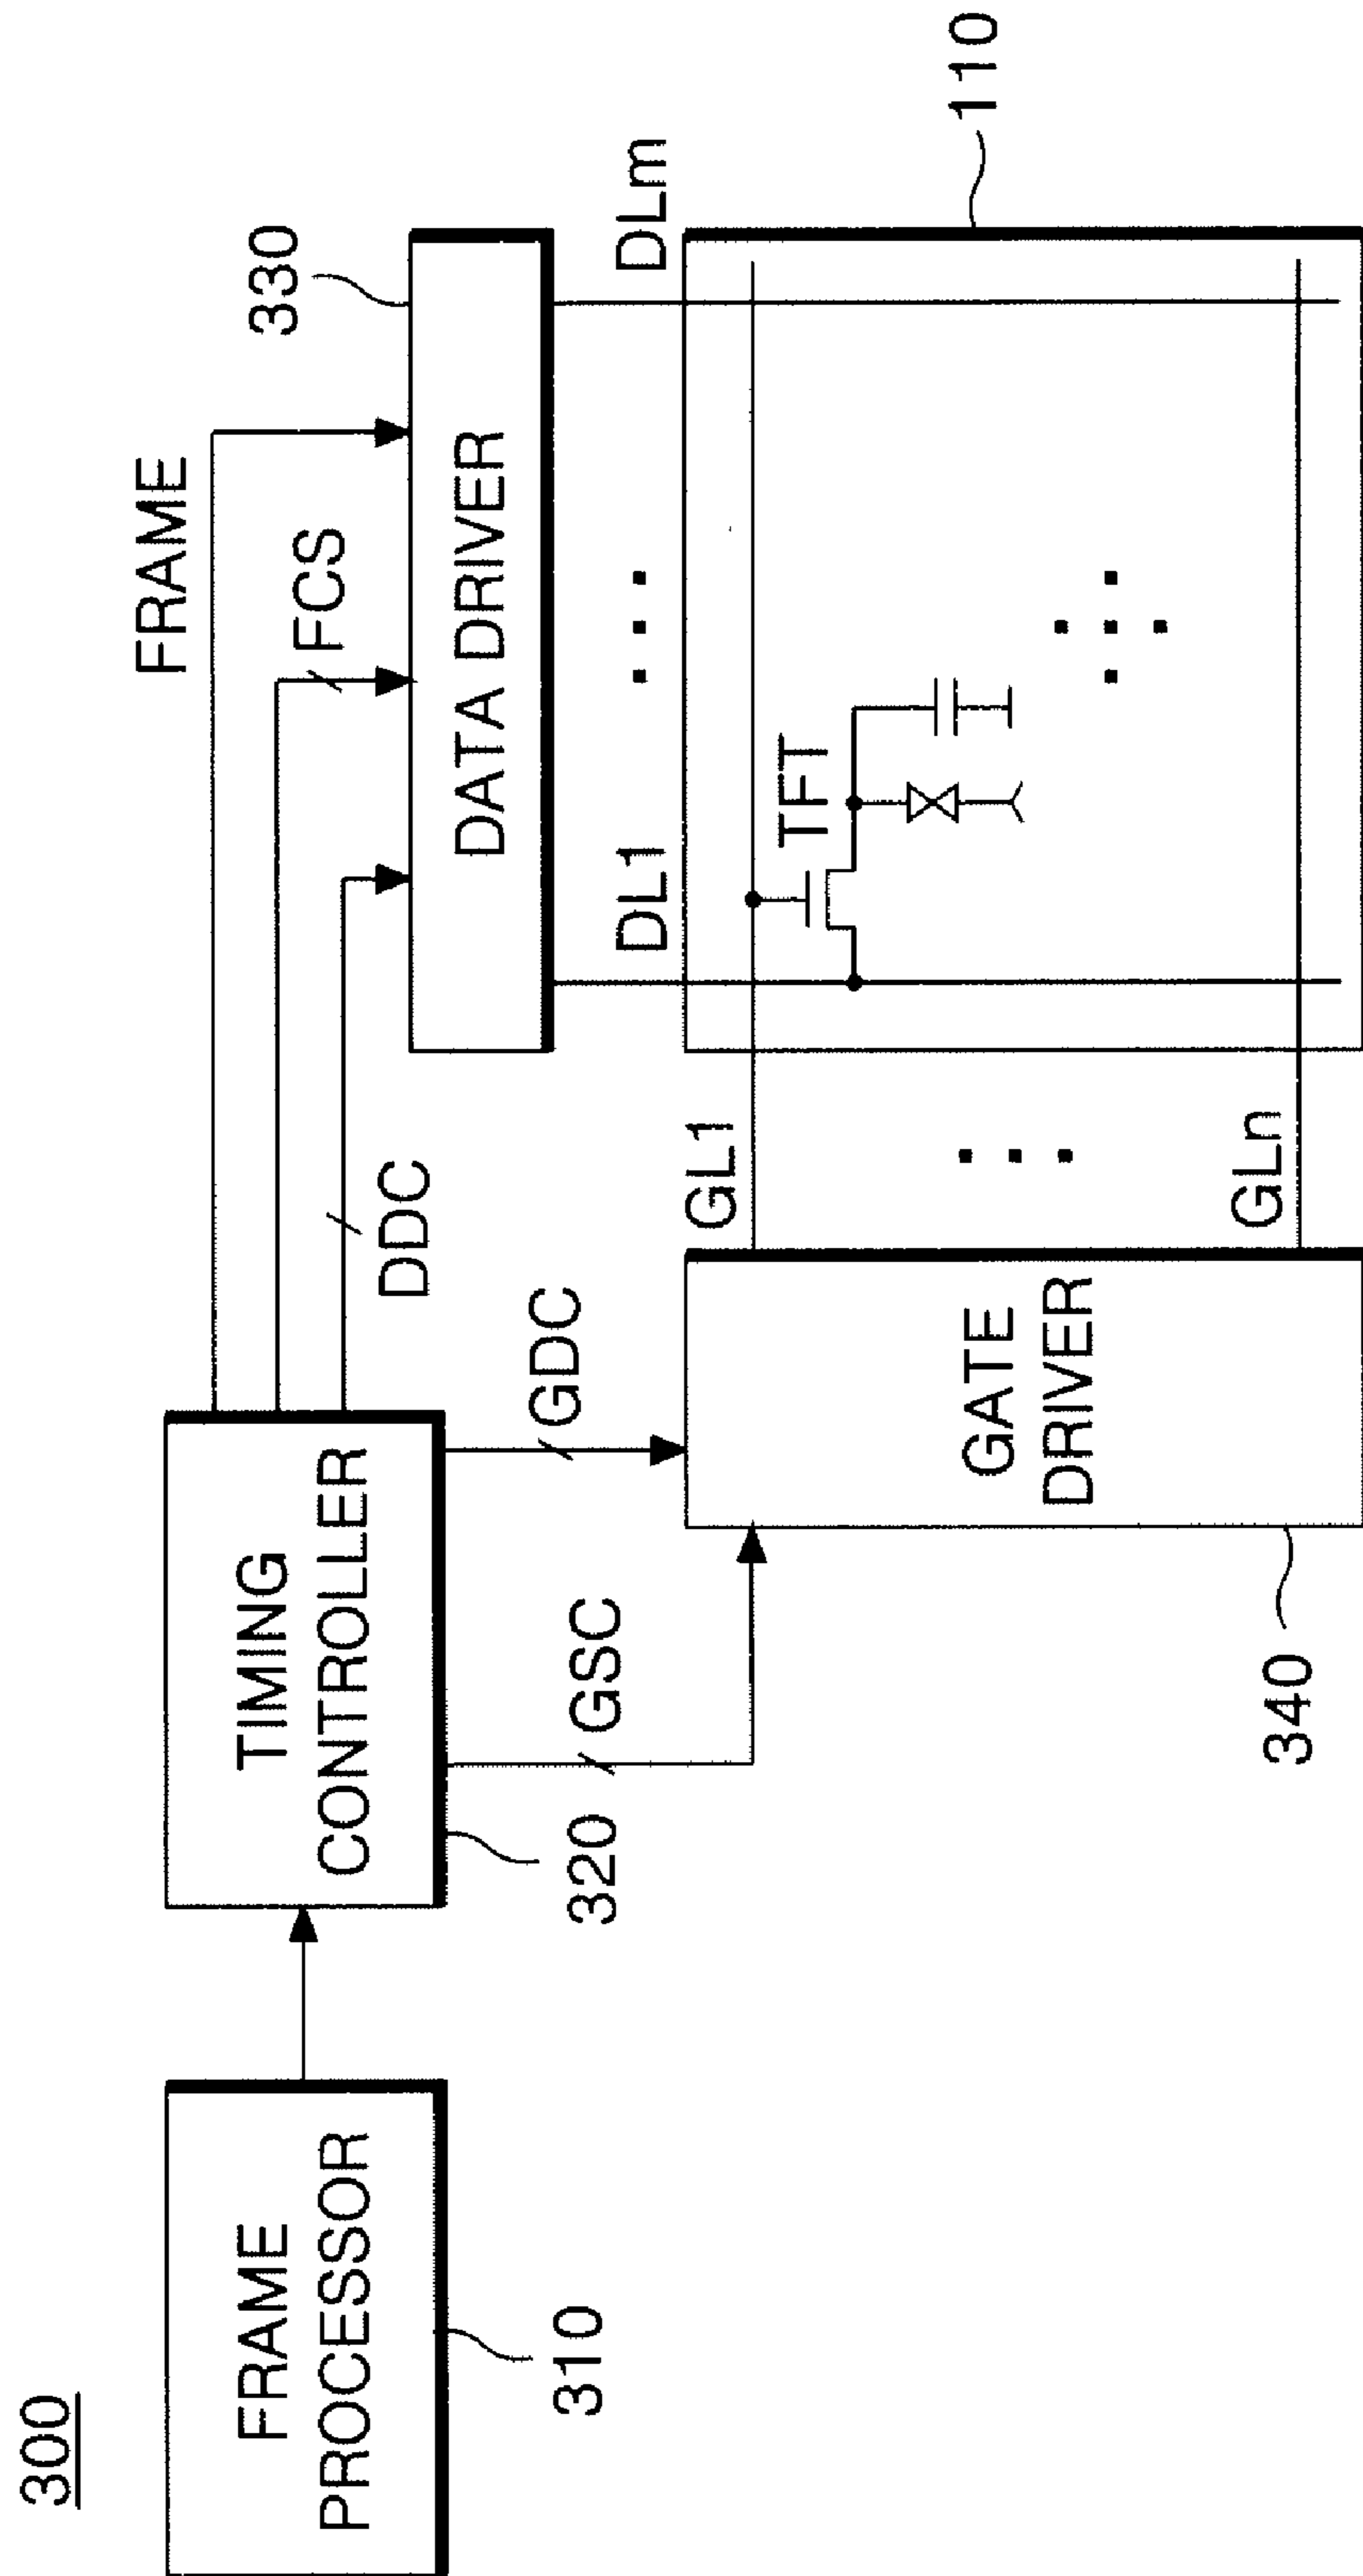 300
FRAME
PROCESSOR
310
TIMING
CONTROLLER
320
FRAME
FCS
DDC
GDC
GSC
330
DATA DRIVER
DL1
DLm
GL1
GLn
TFT
GATE
DRIVER
340
110